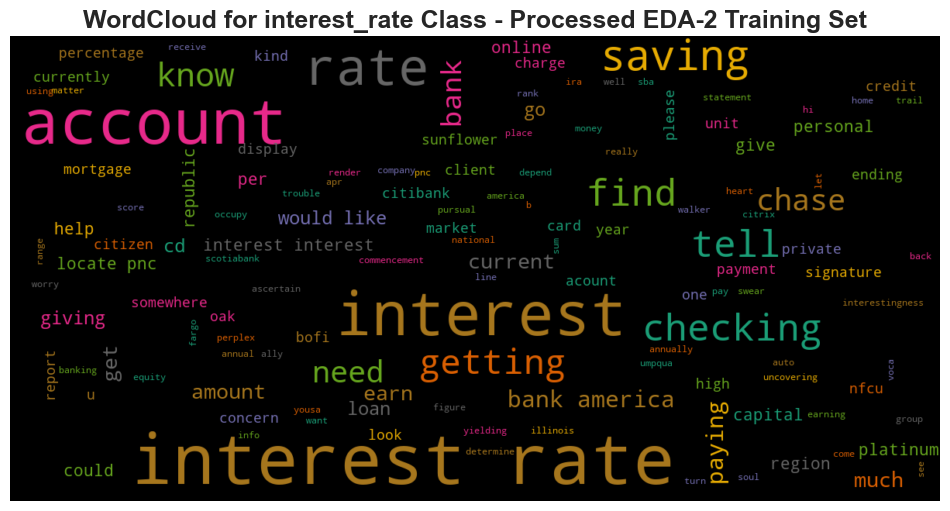 WordCloud for interest_rate Class - Processed EDA-2 Training Set
percentage
receive
kind
online
charge
saving
currently
using
matter
know
rate
bank
ira
well
sba
credit
rank
go
please
statement
home
trail
account
sunflower
place
money
unit
hi
personal
display
really
give
republic
mortgage
per
render
company
pnc
client
depend
find
let
ending
trouble
apr
citibank
america
heart
chase
score
occupy
would like
pursual
b
walker
citrix
help
market
card
year
tell
private
back
range
citizen
cd
interest interest
national
sum
locate pnc
scotiabank
commencement
current
payment
signature
worry
line
acount
one
pay
swear
somewhere
ascertain
interest
interestingness
giving
oak
fargo
checking
perplex
bofi
getting
annually
report
get
annual
ally
umpqua
auto
voca
banking
equity
need
high
uncovering
nfcu
u
amount
earn
bank america
earning
concern
yousa
loan
figure
paying
capital
group
want
info
look
yielding
illinois
interest rate
determine
come
see
platinum
could
region
turn
soul
much